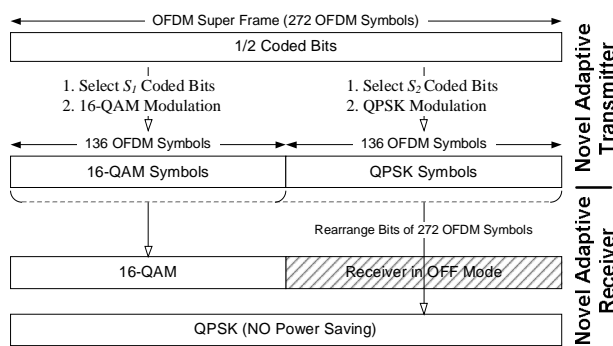 OFDM Super Frame (272 OFDM Symbols)
1/2 Coded Bits
1. Select S1 Coded Bits
2. 16-QAM Modulation
1. Select S2 Coded Bits
2. QPSK Modulation
136 OFDM Symbols
136 OFDM Symbols
16-QAM Symbols
QPSK Symbols
Rearrange Bits of 272 OFDM Symbols
16-QAM
Receiver in OFF Mode
QPSK (NO Power Saving)
Novel Adaptive
Transmitter
Novel Adaptive
Receiver